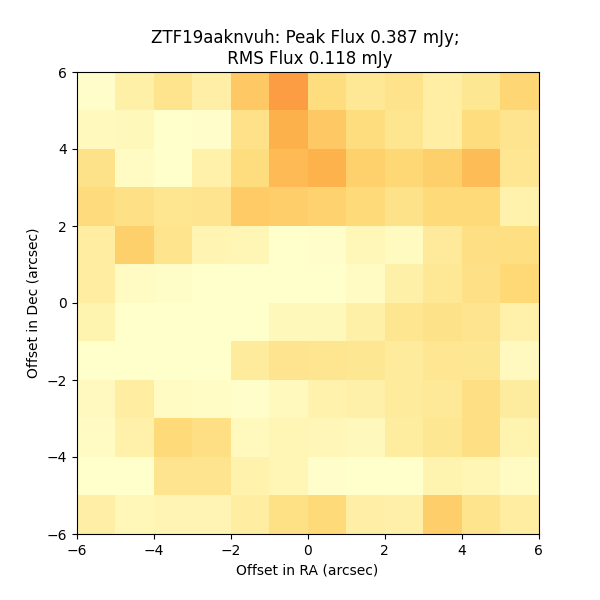 ZTF19aaknvuh: Peak Flux 0.387 mJy;
RMS Flux 0.118 mJy
6
4
2
0
−2
−4
−6
Offset in Dec (arcsec)
−6 −4 −2 0 2 4 6
Offset in RA (arcsec)